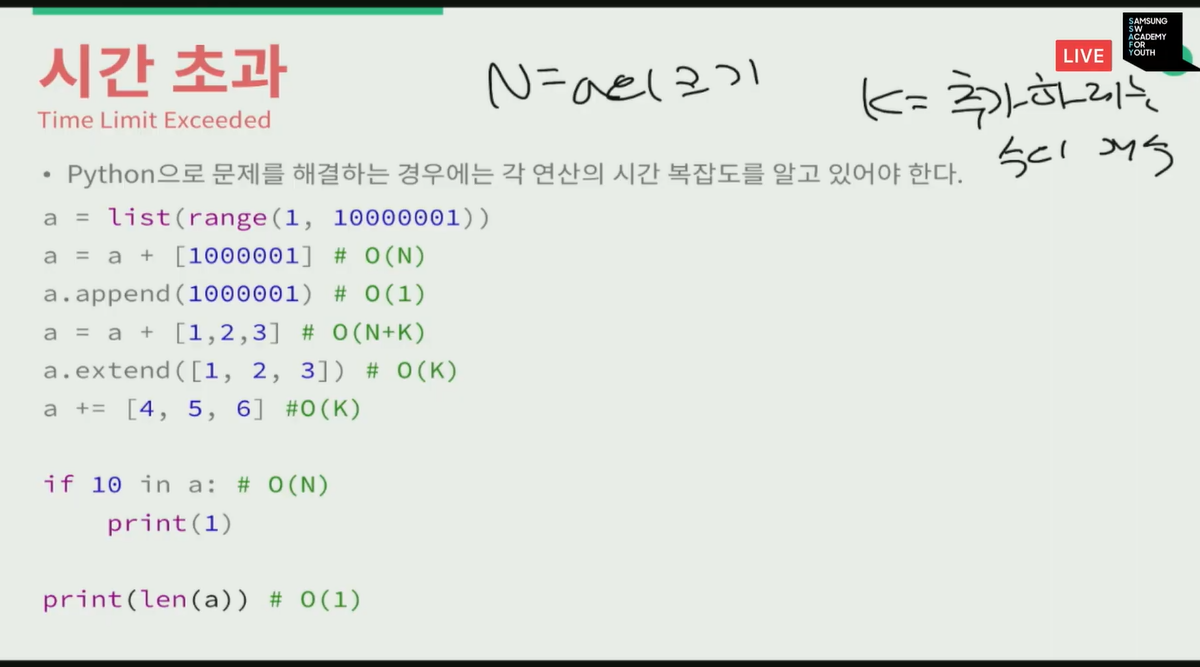 SAMSUNG
SW
ACADEMY
FOR
YOUTH
LIVE
시간 초과
Time Limit Exceeded
N=a의 크기
K= 추가하려는
수의 개수
• Python으로 문제를 해결하는 경우에는 각 연산의 시간 복잡도를 알고 있어야 한다.
a = list(range(1, 10000001))
a = a + [1000001] # O(N)
a.append(1000001) # O(1)
a = a + [1,2,3] # O(N+K)
a.extend([1, 2, 3]) # O(K)
a += [4, 5, 6] #O(K)
if 10 in a: # O(N)
    print(1)
print(len(a)) # O(1)